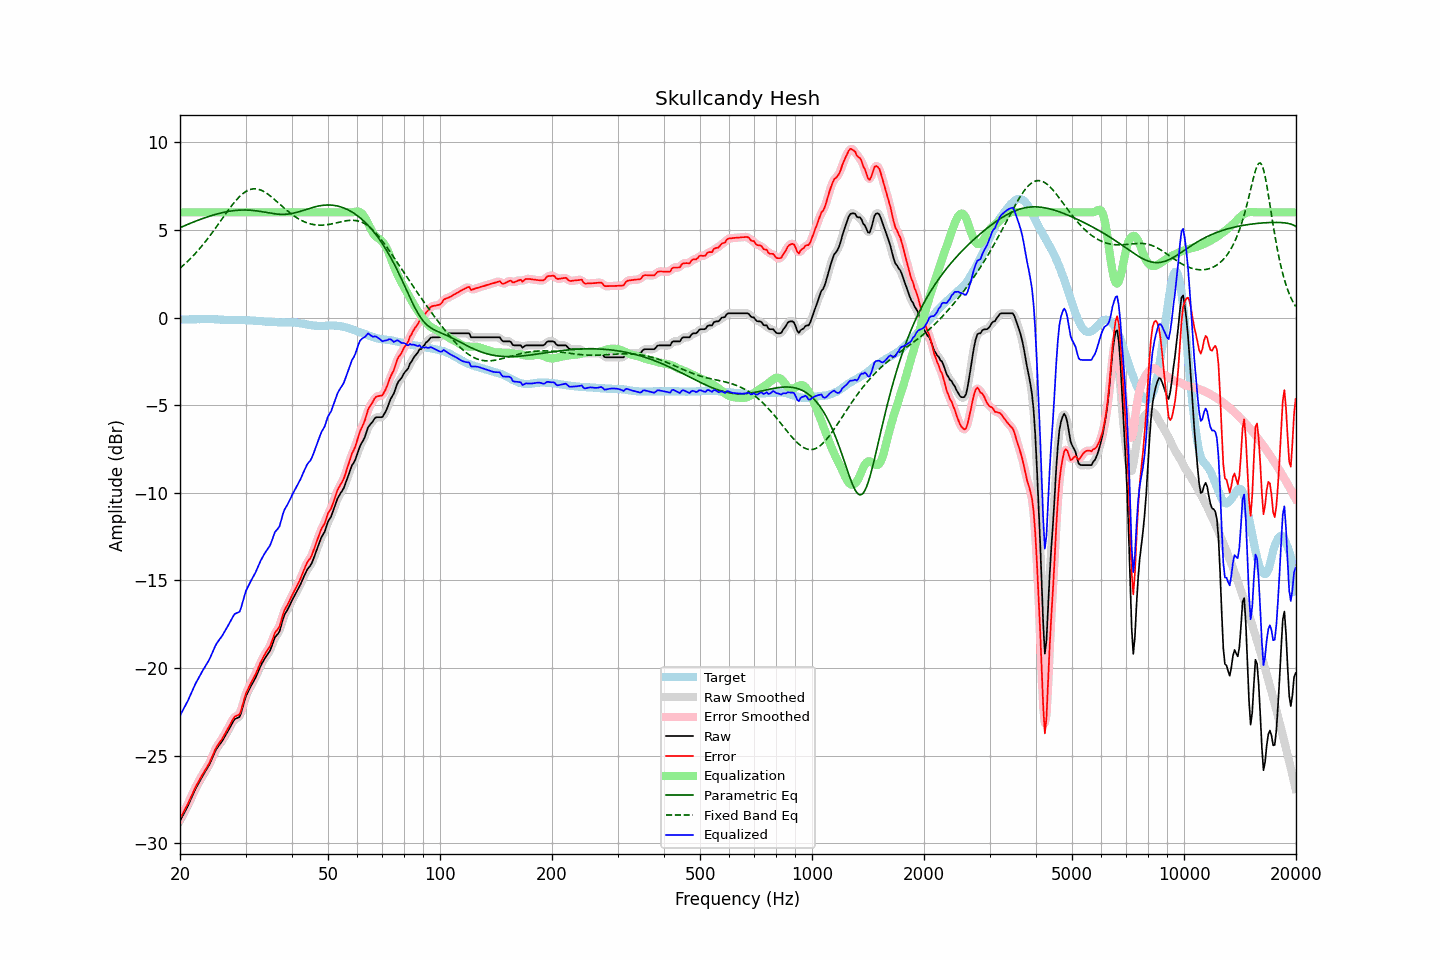 Skullcandy Hesh
10
5
0
−5
−10
−15
−20
−25
−30
Amplitude (dBr)
Target
Raw Smoothed
Error Smoothed
Raw
Error
Equalization
Parametric Eq
Fixed Band Eq
Equalized
20
50
100
200
500
1000
2000
5000
10000
20000
Frequency (Hz)